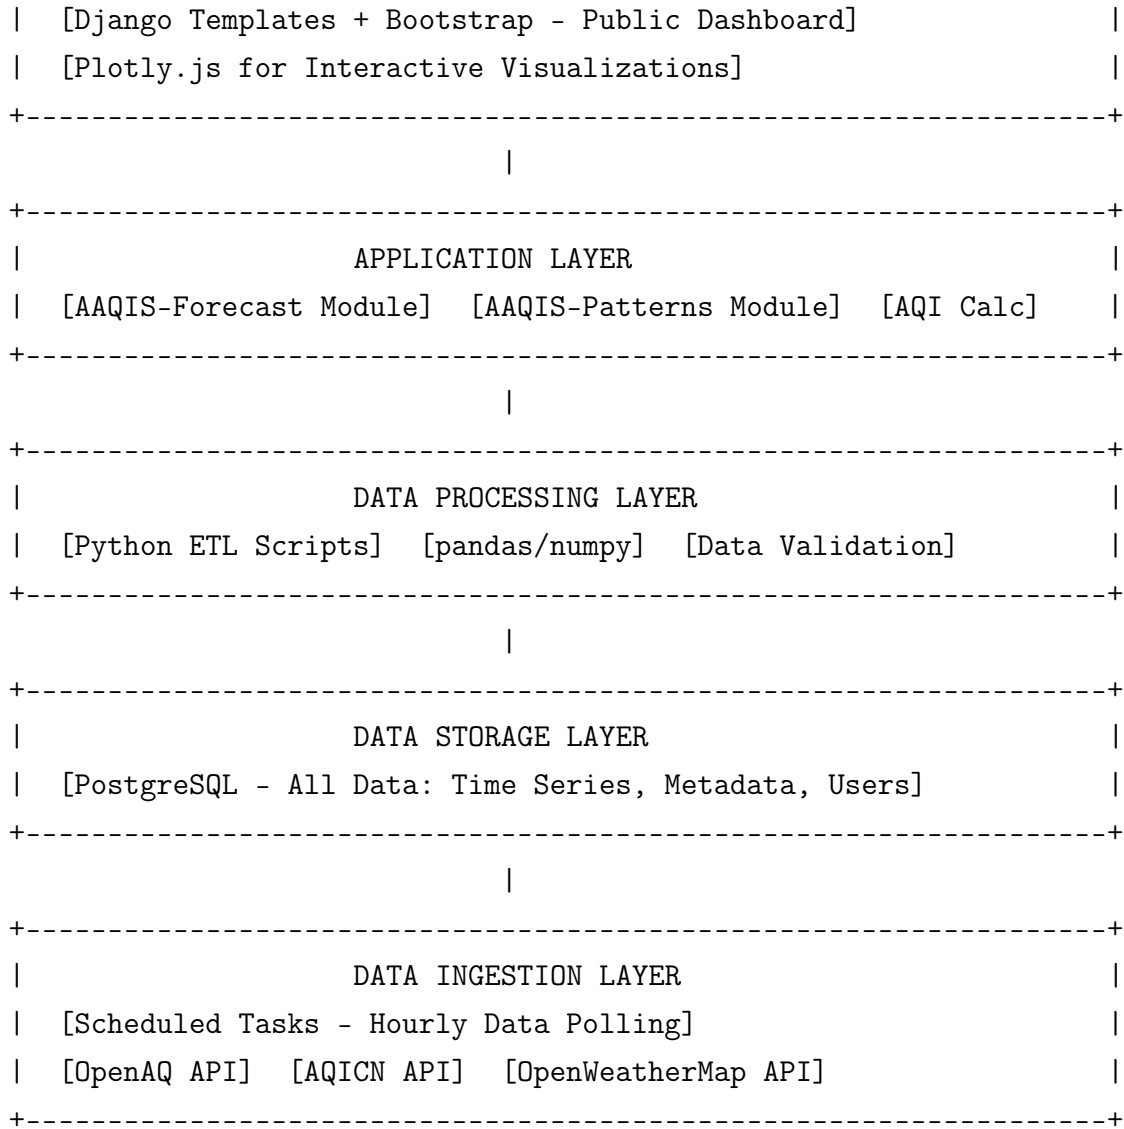 |  [Django Templates + Bootstrap - Public Dashboard]               |
|  [Plotly.js for Interactive Visualizations]                      |
+------------------------------------------------------------------+
                              |
+------------------------------------------------------------------+
|                    APPLICATION LAYER                             |
|  [AAQIS-Forecast Module]  [AAQIS-Patterns Module]  [AQI Calc]    |
+------------------------------------------------------------------+
                              |
+------------------------------------------------------------------+
|                    DATA PROCESSING LAYER                         |
|  [Python ETL Scripts]  [pandas/numpy]  [Data Validation]         |
+------------------------------------------------------------------+
                              |
+------------------------------------------------------------------+
|                    DATA STORAGE LAYER                            |
|  [PostgreSQL - All Data: Time Series, Metadata, Users]           |
+------------------------------------------------------------------+
                              |
+------------------------------------------------------------------+
|                    DATA INGESTION LAYER                          |
|  [Scheduled Tasks - Hourly Data Polling]                         |
|  [OpenAQ API]  [AQICN API]  [OpenWeatherMap API]                 |
+------------------------------------------------------------------+